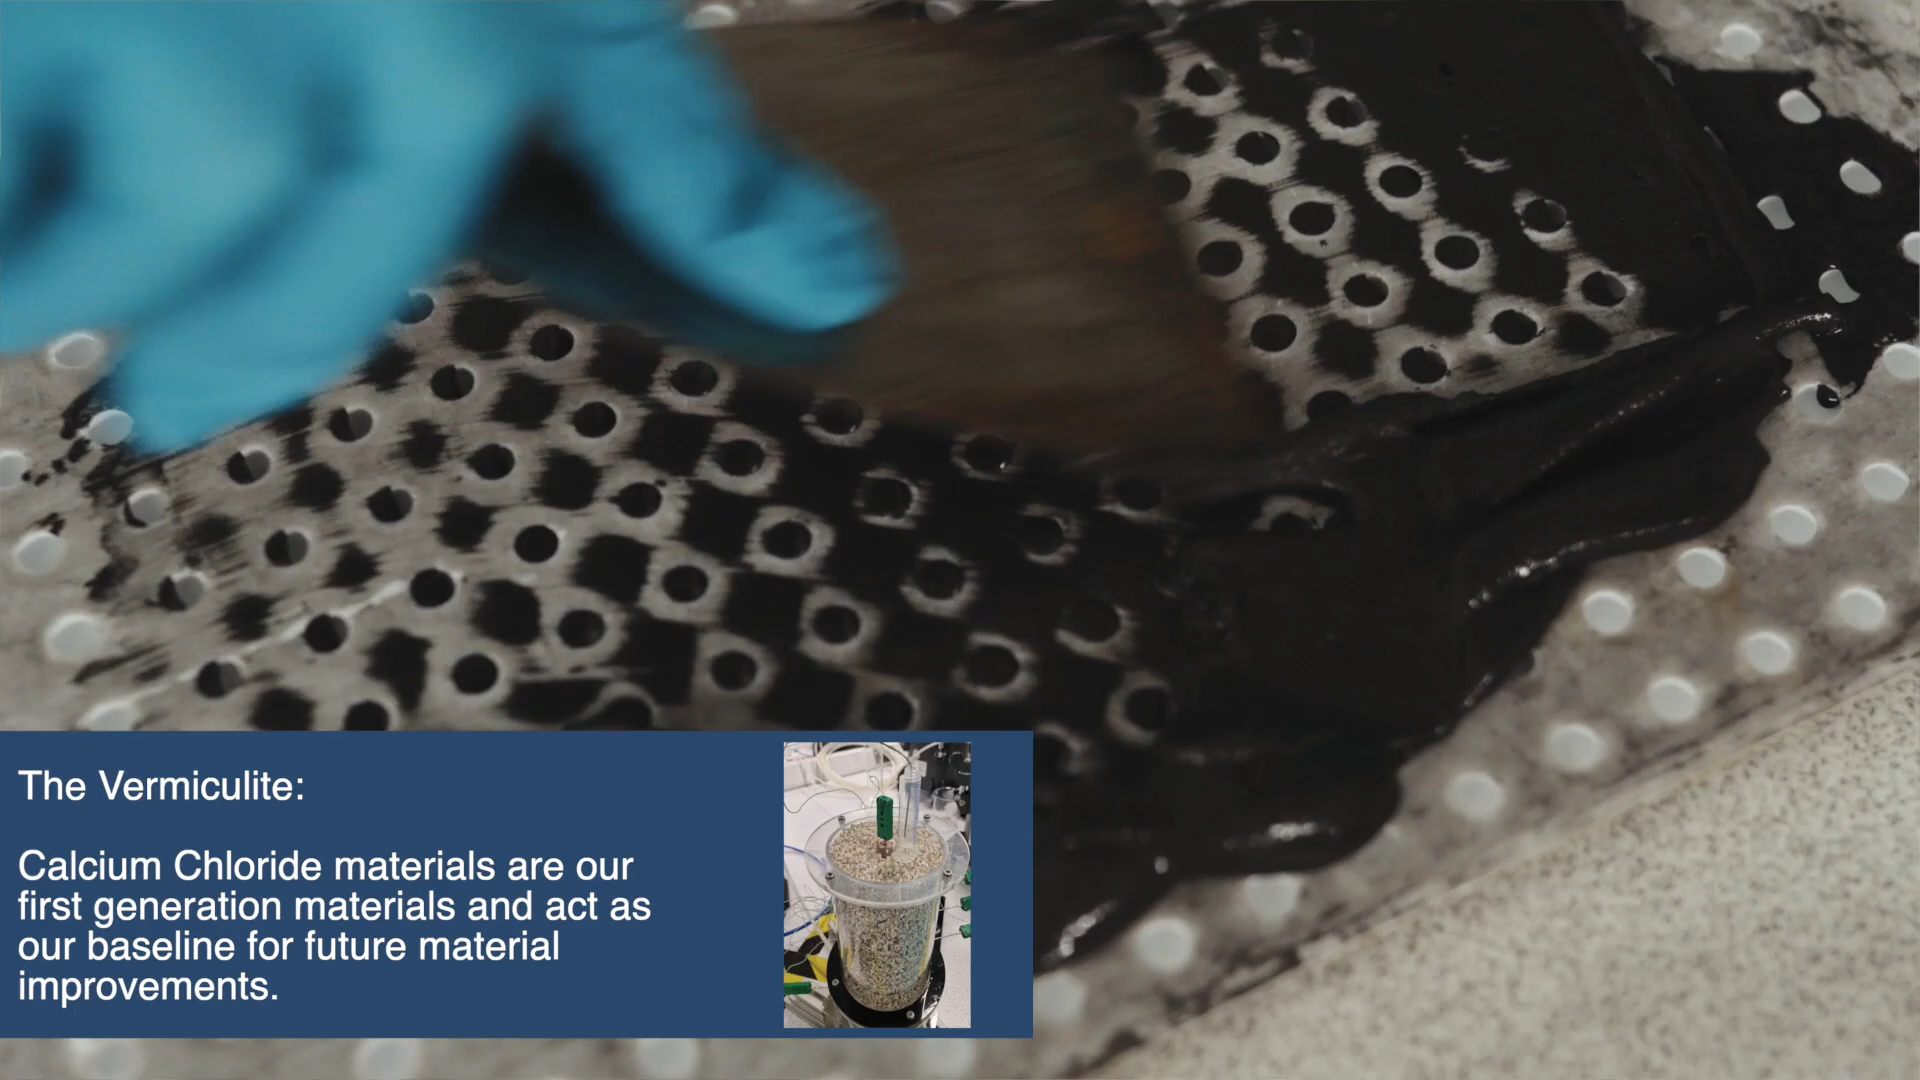 The Vermiculite:
Calcium Chloride materials are our
first generation materials and act as
our baseline for future material
improvements.